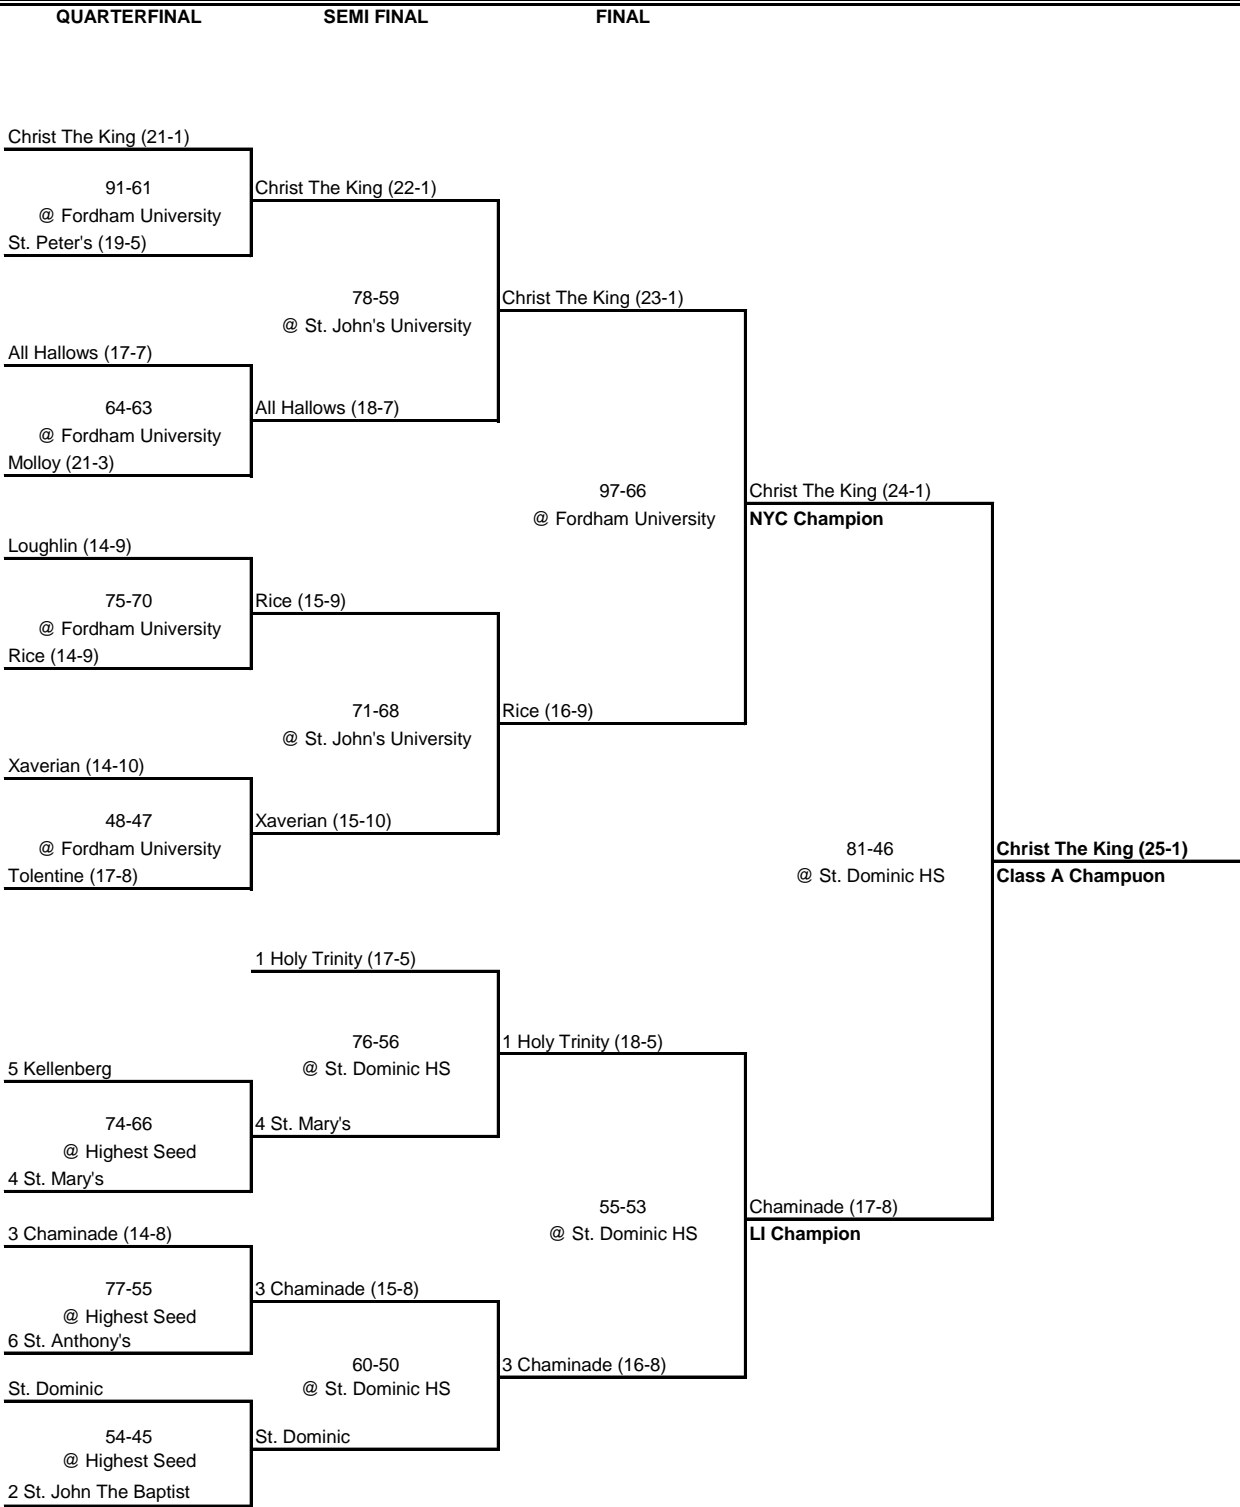 QUARTERFINAL SEMI FINAL FINAL
Christ The King (21-1)
91-61 Christ The King (22-1)
@ Fordham University
St. Peter's (19-5)
78-59 Christ The King (23-1)
@ St. John's University
All Hallows (17-7)
64-63 All Hallows (18-7)
@ Fordham University
Molloy (21-3)
97-66 Christ The King (24-1)
@ Fordham University NYC Champion
Loughlin (14-9)
75-70 Rice (15-9)
@ Fordham University
Rice (14-9)
71-68 Rice (16-9)
@ St. John's University
Xaverian (14-10)
48-47 Xaverian (15-10)
@ Fordham University 81-46 Christ The King (25-1)
Tolentine (17-8) @ St. Dominic HS Class A Champuon
1 Holy Trinity (17-5)
76-56 1 Holy Trinity (18-5)
5 Kellenberg @ St. Dominic HS
74-66 4 St. Mary's
@ Highest Seed
4 St. Mary's
55-53 Chaminade (17-8)
3 Chaminade (14-8) @ St. Dominic HS LI Champion
77-55 3 Chaminade (15-8)
@ Highest Seed
6 St. Anthony's
60-50 3 Chaminade (16-8)
St. Dominic @ St. Dominic HS
54-45 St. Dominic
@ Highest Seed
2 St. John The Baptist